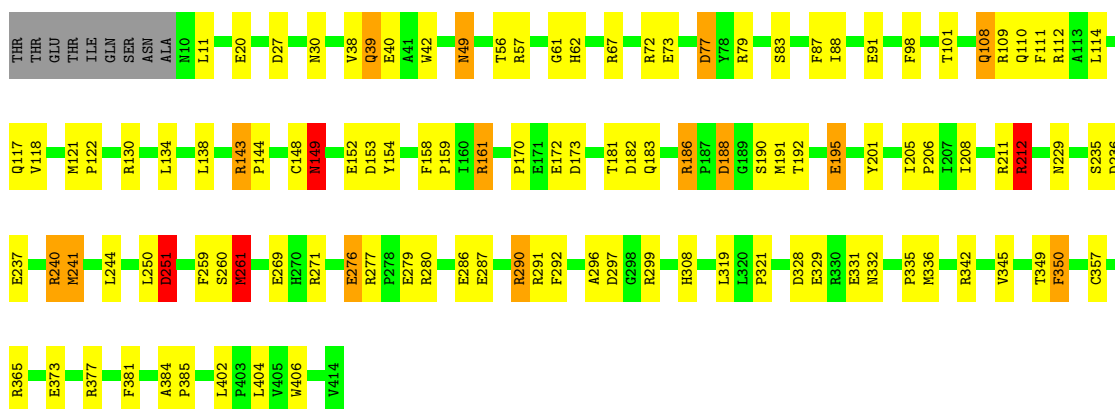 THR THR GLU THR ILE GLN SER ASN ALA N10 L11 E20 D27 N30 V38 Q39 E40 A41 W42 N49 T56 R57 G61 H62 R67 R72 E73 D77 Y78 R79 S83 F87 I88 E91 F98 T101 Q108 R109 Q110 F111 R112 A113 L114
Q117 V118 M121 P122 R130 L134 L138 R143 P144 C148 N149 E152 D153 Y154 F158 P159 I160 R161 P170 E171 E172 D173 T181 D182 Q183 R186 P187 D188 G189 S190 M191 T192 E195 Y201 I205 P206 I207 I208 R211 R212 N229 S235
E237 R240 M241 L244 L250 D251 F259 S260 M261 E269 H270 R271 E276 R277 P278 E279 R280 E286 E287 R290 R291 F292 A296 D297 G298 R299 H308 L319 L320 P321 D328 E329 R330 E331 N332 P335 M336 R342 V345 T349 F350 C357
R365 E373 R377 F381 A384 P385 L402 P403 L404 V405 W406 V414